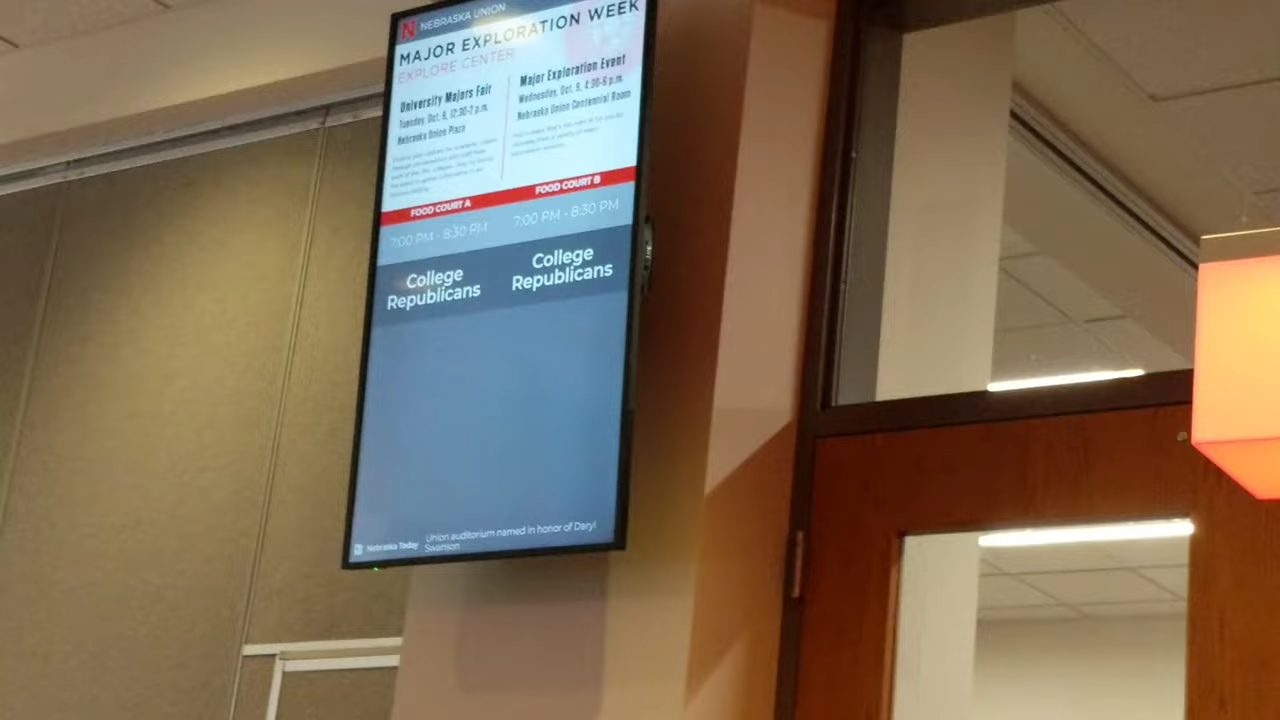 N NEBRASKA UNION
MAJOR EXPLORATION WEEK
EXPLORE CENTER
University Majors Fair
Tuesday, Oct. 8, 12:30-2 p.m.
Nebraska Union Plaza
Major Exploration Event
Wednesday, Oct. 9, 4:30-6 p.m.
Nebraska Union Centennial Room
FOOD COURT A
FOOD COURT B
7:00 PM - 8:30 PM
7:00 PM - 8:30 PM
College
Republicans
College
Republicans
Nebraska Today
Union auditorium named in honor of Daryl
Swanson